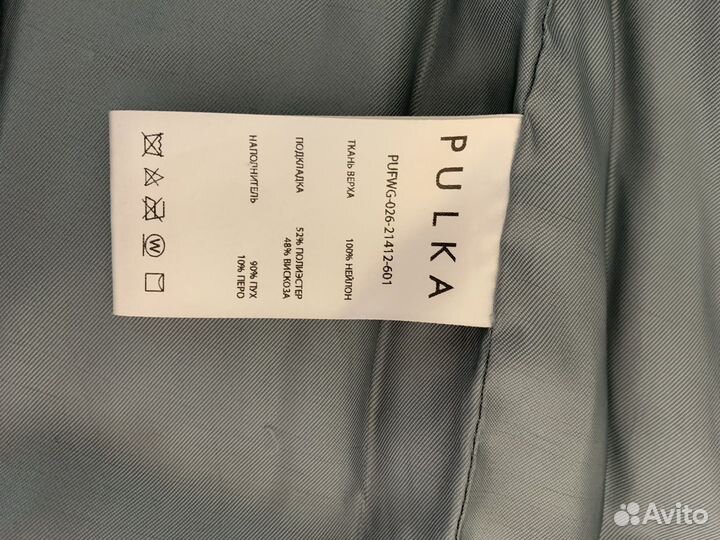 PULKA
PUFWG-026-21412-601
ТКАНЬ ВЕРХА 100% НЕЙЛОН
ПОДКЛАДКА 52% ПОЛИЭСТЕР
48% ВИСКОЗА
НАПОЛНИТЕЛЬ 90% ПУХ
10% ПЕРО
W
Avito